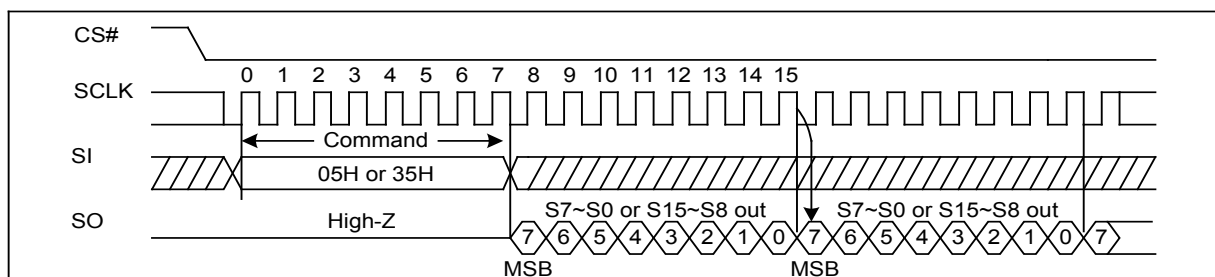 CS#
0 1 2 3 4 5 6 7 8 9 10 11 12 13 14 15
SCLK
Command
SI
05H or 35H
S7~S0 or S15~S8 out S7~S0 or S15~S8 out
SO High-Z 7 6 5 4 3 2 1 0 7 6 5 4 3 2 1 0 7
MSB MSB